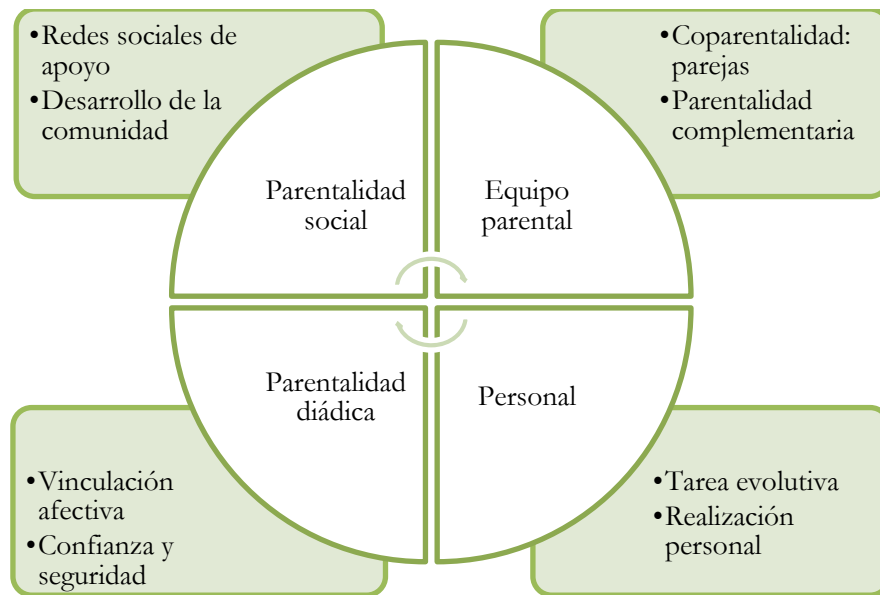 •Redes sociales de
apoyo
•Desarrollo de la
comunidad
•Coparentalidad:
parejas
•Parentalidad
complementaria
Parentalidad
social
Equipo
parental
Parentalidad
diádica
Personal
•Vinculación
afectiva
•Confianza y
seguridad
•Tarea evolutiva
•Realización
personal